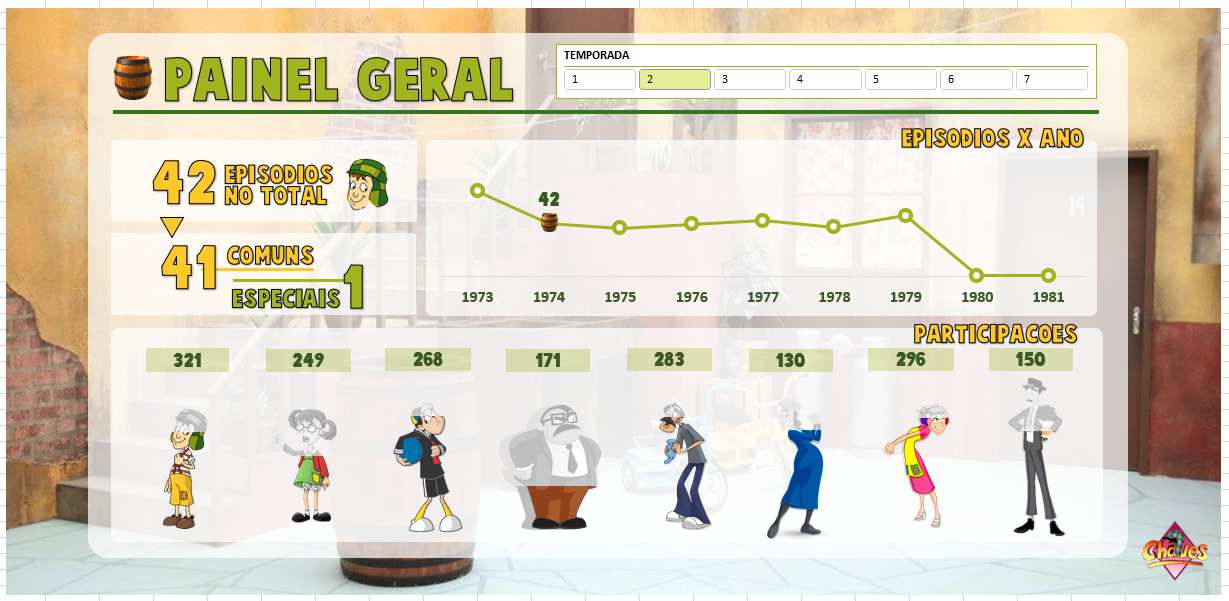 PAINEL GERAL
TEMPORADA
1 2 3 4 5 6 7
EPISODIOS X ANO
42 EPISODIOS
NO TOTAL
41 COMUNS
ESPECIAIS 1
42
1973 1974 1975 1976 1977 1978 1979 1980 1981
PARTICIPACOES
321 249 268 171 283 130 296 150
14
Chaves